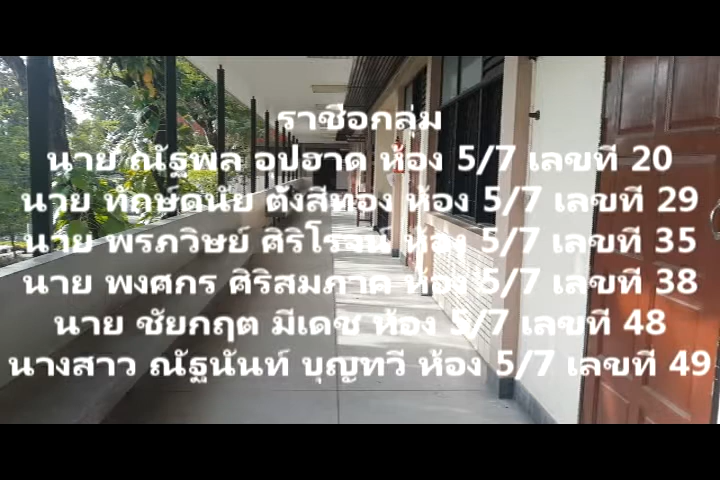 ราชือกลุ่ม
นาย ณัฐพล อปฮาด ห้อง 5/7 เลขที่ 20
นาย ทักษ์ดนัย ตั้งสีทอง ห้อง 5/7 เลขที่ 29
นาย พรภวิษย์ ศิริโรจน์ ห้อง 5/7 เลขที่ 35
นาย พงศกร ศิริสมภาค ห้อง 5/7 เลขที่ 38
นาย ชัยกฤต มีเดช ห้อง 5/7 เลขที่ 48
นางสาว ณัฐนันท์ บุญทวี ห้อง 5/7 เลขที่ 49